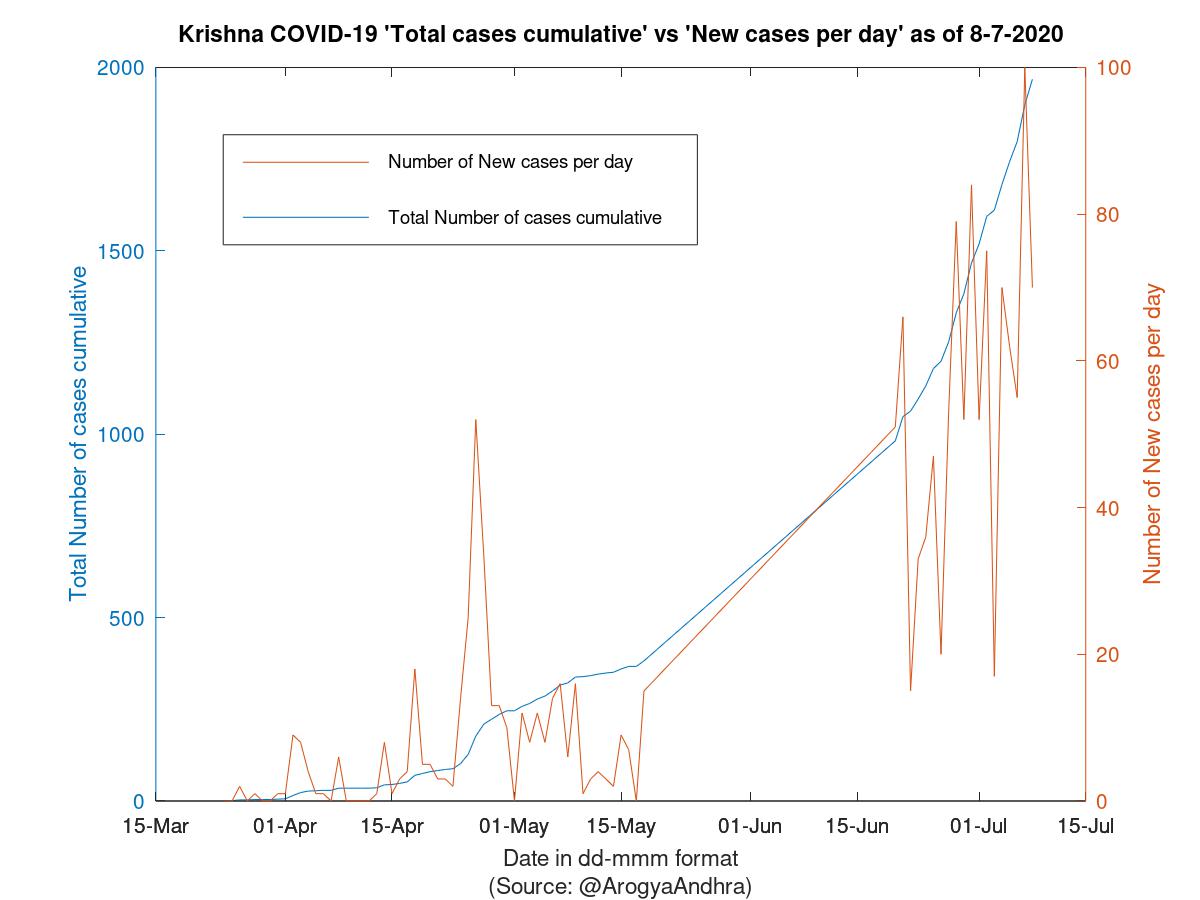 Krishna COVID-19 'Total cases cumulative' vs 'New cases per day' as of 8-7-2020
2000
1500
1000
500
0
Total Number of cases cumulative
100
80
60
40
20
0
Number of New cases per day
Number of New cases per day
Total Number of cases cumulative
15-Mar 01-Apr 15-Apr 01-May 15-May 01-Jun 15-Jun 01-Jul 15-Jul
Date in dd-mmm format
(Source: @ArogyaAndhra)